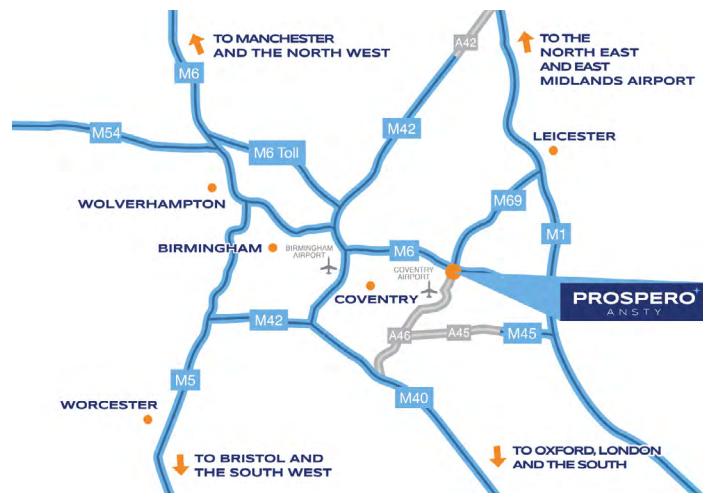 TO MANCHESTER
AND THE NORTH WEST
A42
TO THE
NORTH EAST
AND EAST
MIDLANDS AIRPORT
M6
M54
M6 Toll
M42
LEICESTER
WOLVERHAMPTON
M69
M1
BIRMINGHAM
BIRMINGHAM
AIRPORT
M6
COVENTRY
AIRPORT
COVENTRY
PROSPERO
ANSTY
M42
A46
A45
M45
M5
M40
WORCESTER
TO BRISTOL AND
THE SOUTH WEST
TO OXFORD, LONDON
AND THE SOUTH